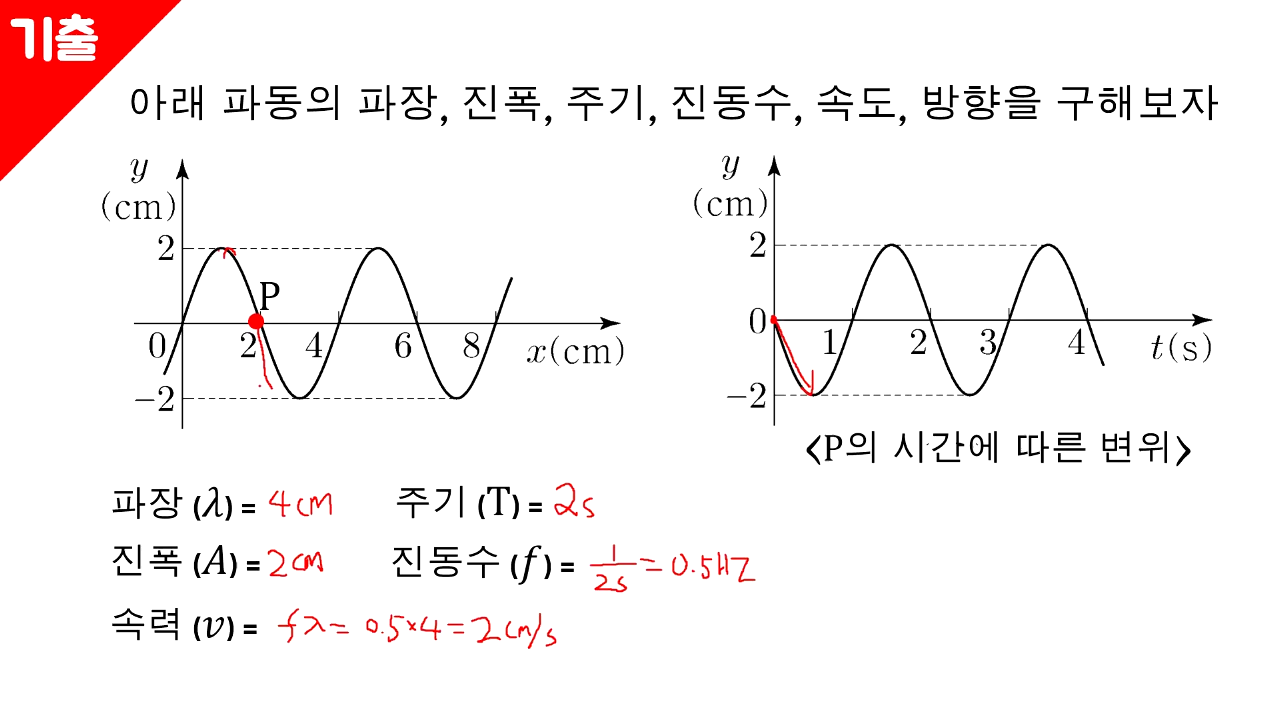 기출
아래 파동의 파장, 진폭, 주기, 진동수, 속도, 방향을 구해보자
y
(cm)
2
P
0 2 4 6 8 x(cm)
−2
y
(cm)
2
0
1 2 3 4 t(s)
−2
<P의 시간에 따른 변위>
파장 (λ) = 4cm 주기 (T) = 2s
진폭 (A) = 2cm 진동수 (f) = 1/2s = 0.5HZ
속력 (v) = fλ = 0.5×4 = 2cm/s